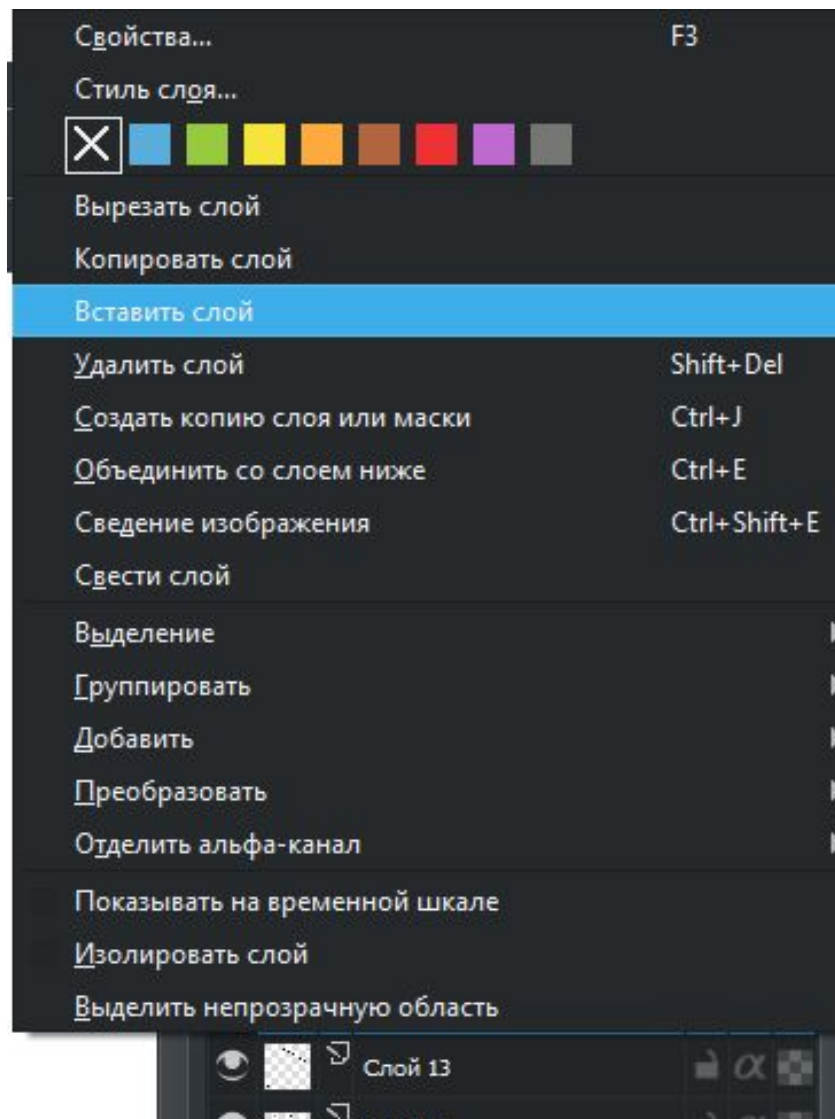 Свойства... F3
Стиль слоя...
Вырезать слой
Копировать слой
Вставить слой
Удалить слой Shift+Del
Создать копию слоя или маски Ctrl+J
Объединить со слоем ниже Ctrl+E
Сведение изображения Ctrl+Shift+E
Свести слой
Выделение
Группировать
Добавить
Преобразовать
Отделить альфа-канал
Показывать на временной шкале
Изолировать слой
Выделить непрозрачную область
Слой 13 α